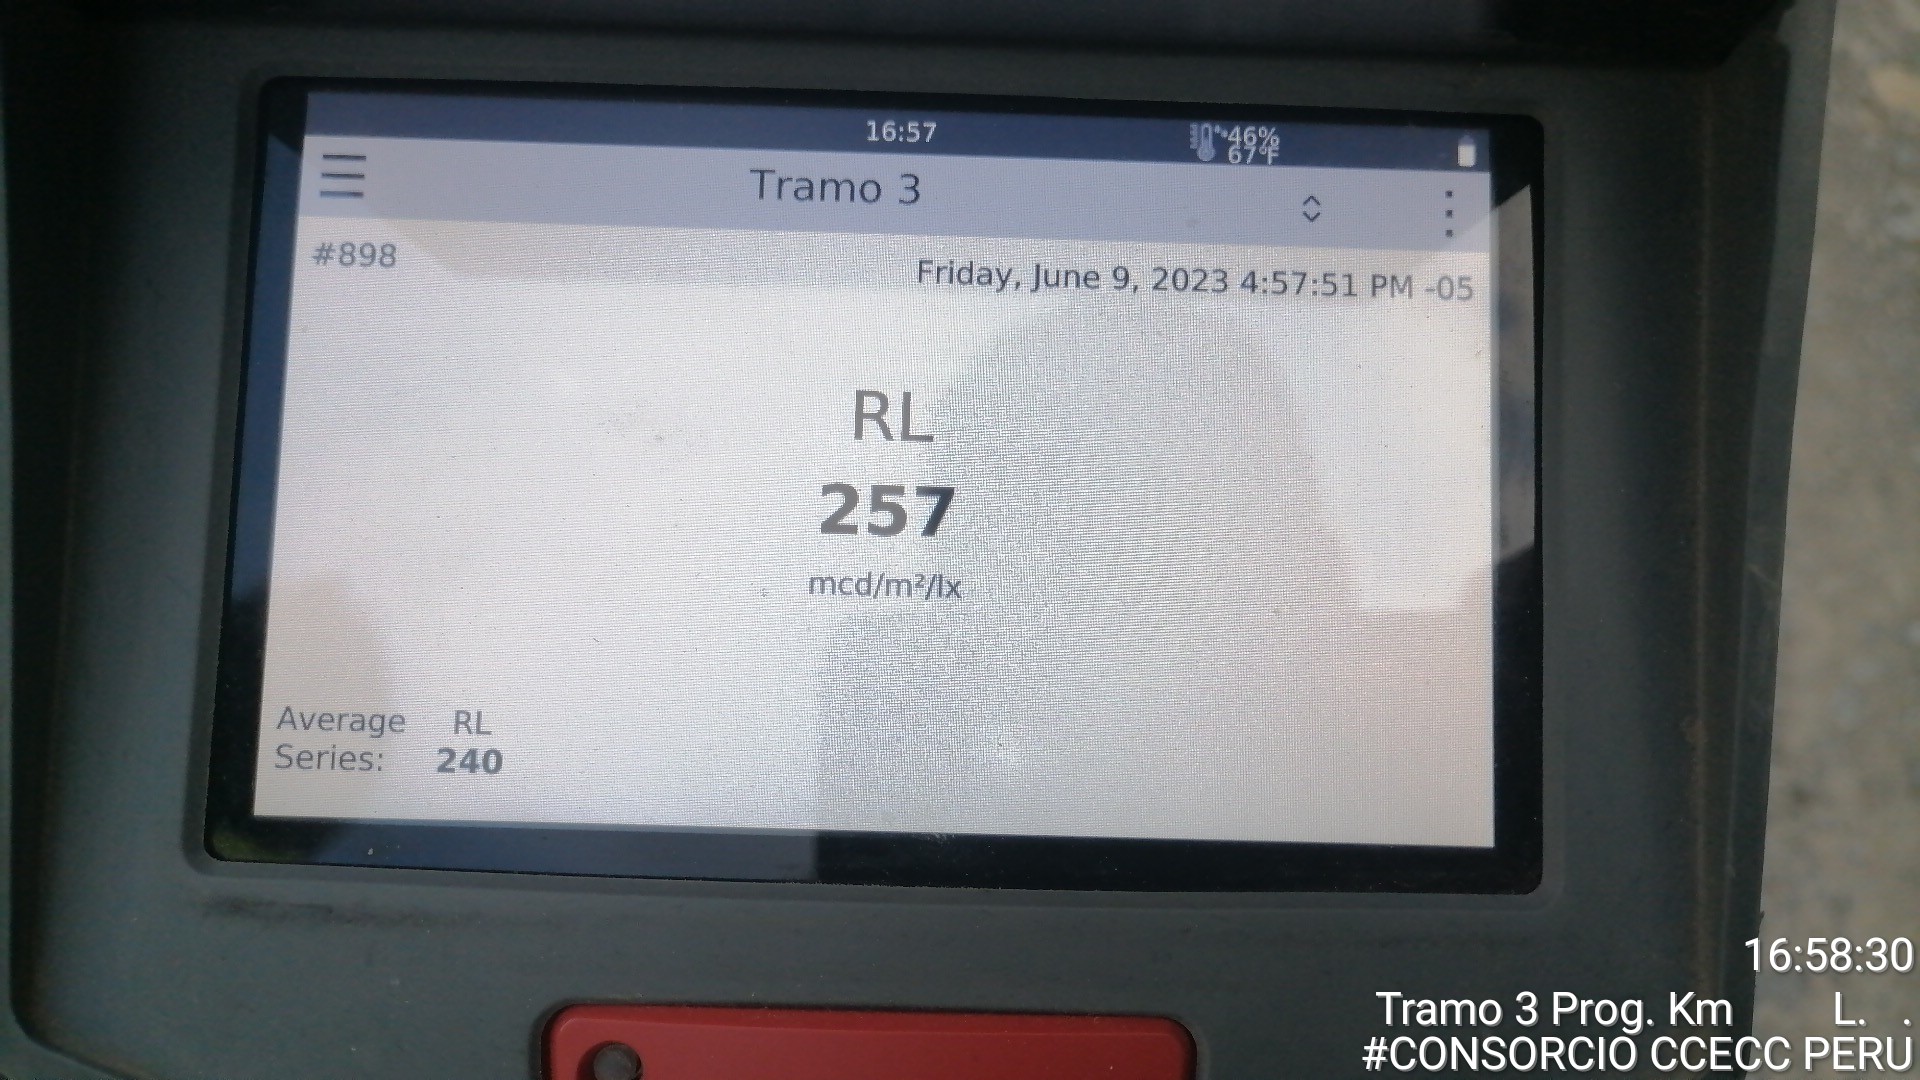 16:57
46%
67°F
Tramo 3
#898
Friday, June 9, 2023 4:57:51 PM -05
RL
257
mcd/m²/lx
Average RL
Series: 240
16:58:30
Tramo 3 Prog. Km L. .
#CONSORCIO CCECC PERU